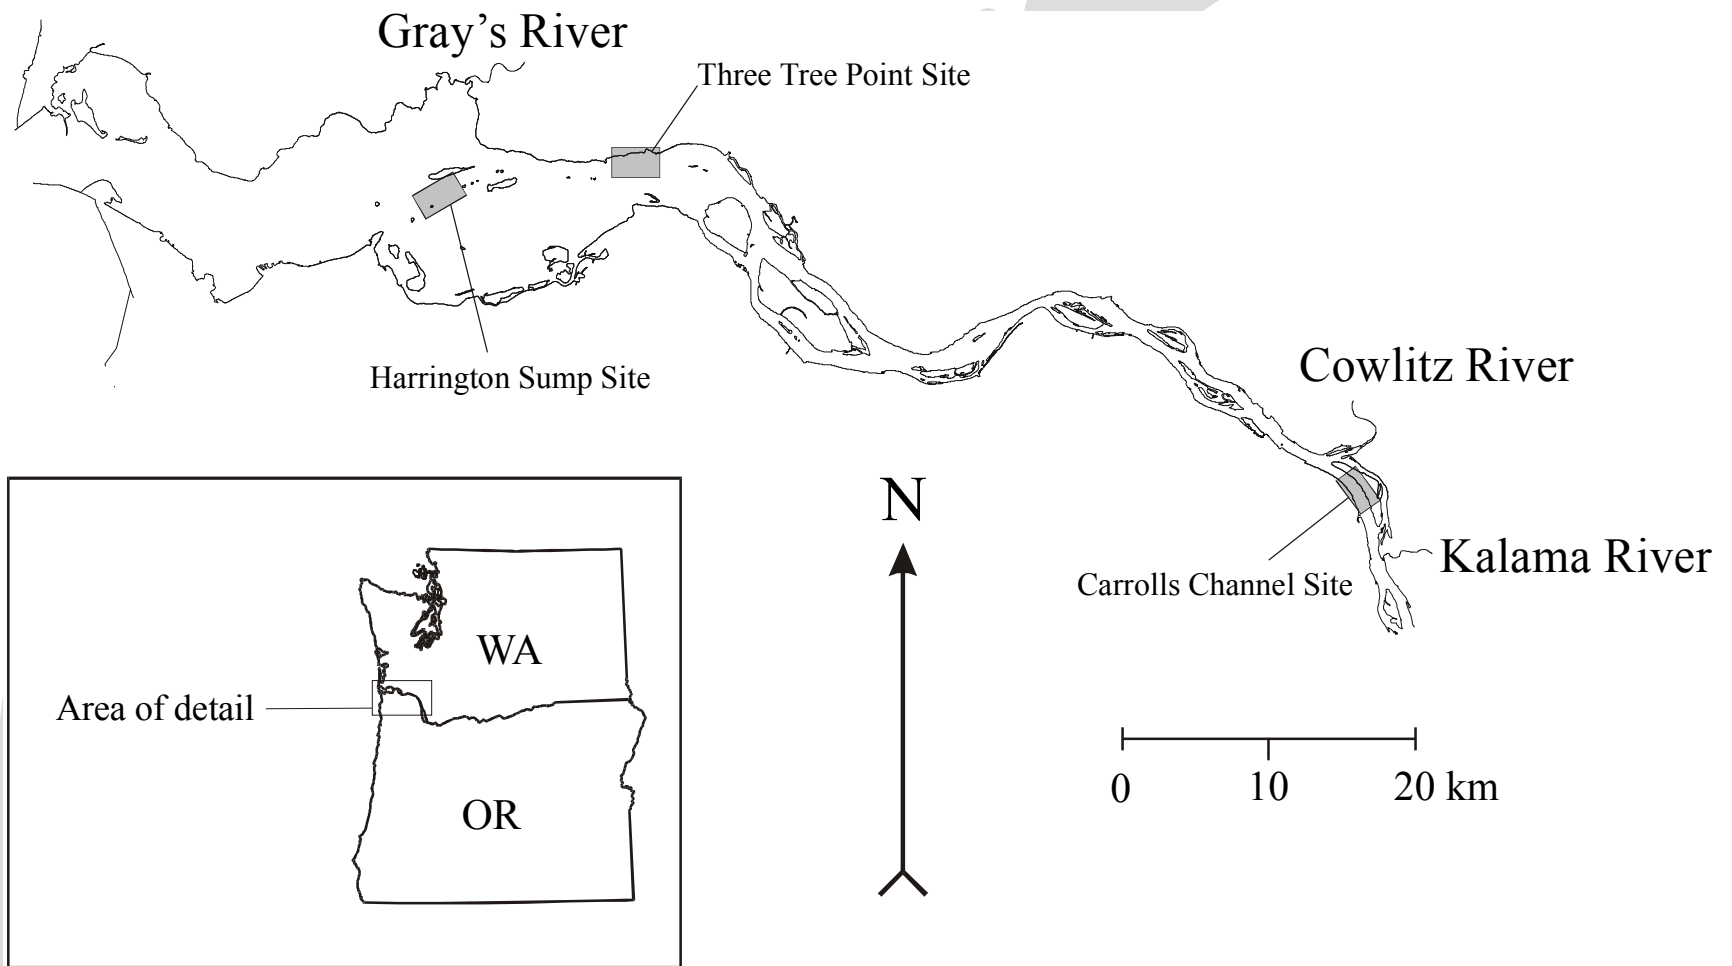 Gray’s River
Three Tree Point Site
Harrington Sump Site
Cowlitz River
N
Kalama River
Carrolls Channel Site
WA
Area of detail
OR
0 10 20 km